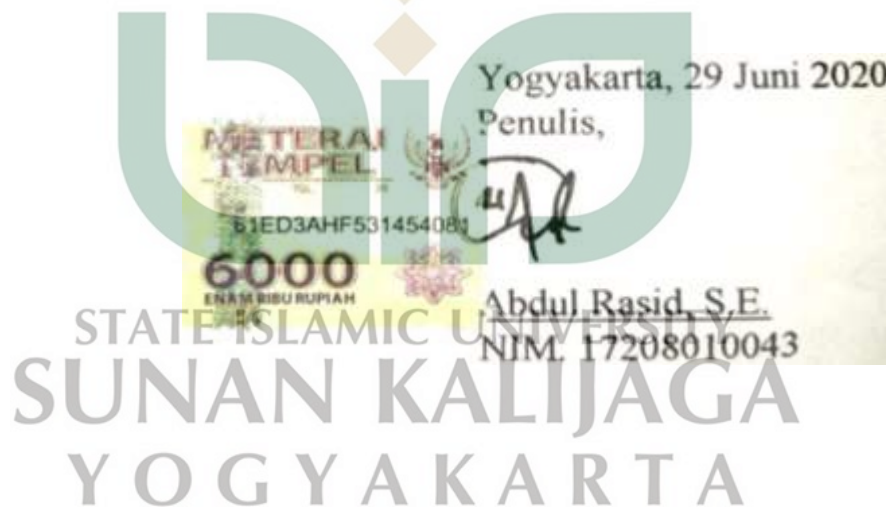 Yogyakarta, 29 Juni 2020
Penulis,
METERAI
TEMPEL
61ED3AHF531454081
6000
ENAM RIBU RUPIAH
Abdul Rasid, S.E.
NIM. 17208010043
STATE ISLAMIC UNIVERSITY
SUNAN KALIJAGA
YOGYAKARTA